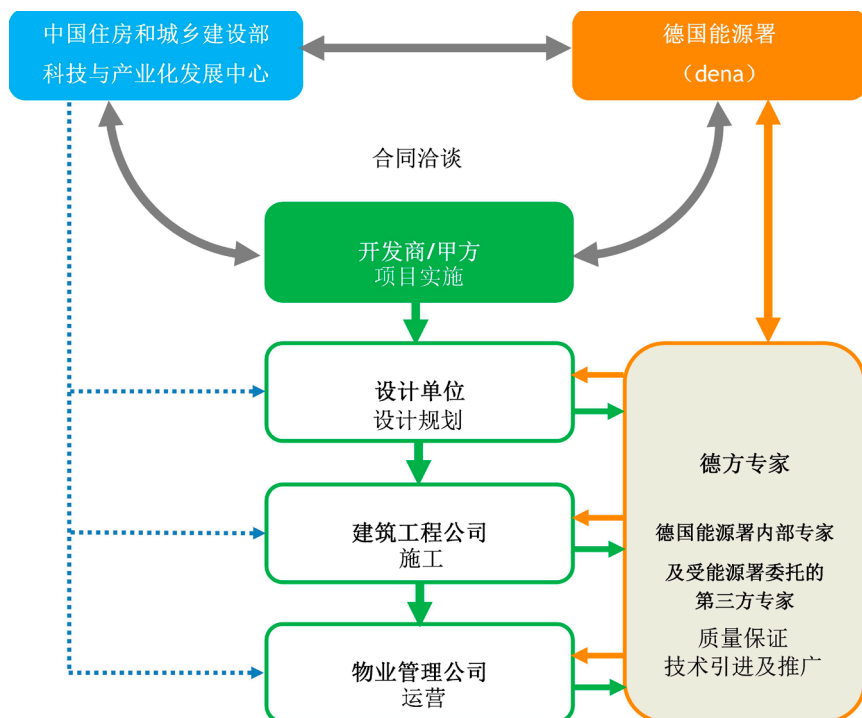 中国住房和城乡建设部
科技与产业化发展中心
德国能源署
（dena）
合同洽谈
开发商/甲方
项目实施
设计单位
设计规划
建筑工程公司
施工
物业管理公司
运营
德方专家
德国能源署内部专家
及受能源署委托的
第三方专家
质量保证
技术引进及推广